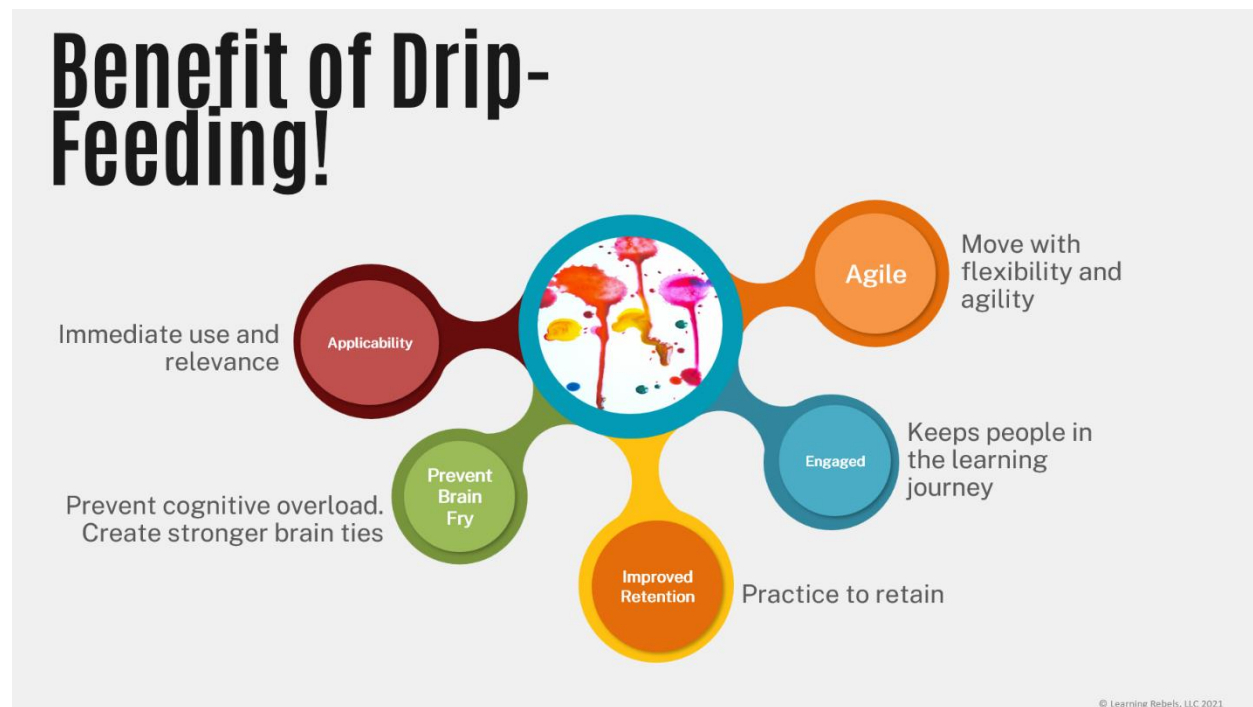 Benefit of Drip-
Feeding!
Applicability
Immediate use and
relevance
Prevent
Brain
Fry
Prevent cognitive overload.
Create stronger brain ties
Improved
Retention
Practice to retain
Engaged
Keeps people in
the learning
journey
Agile
Move with
flexibility and
agility
© Learning Rebels, LLC 2021